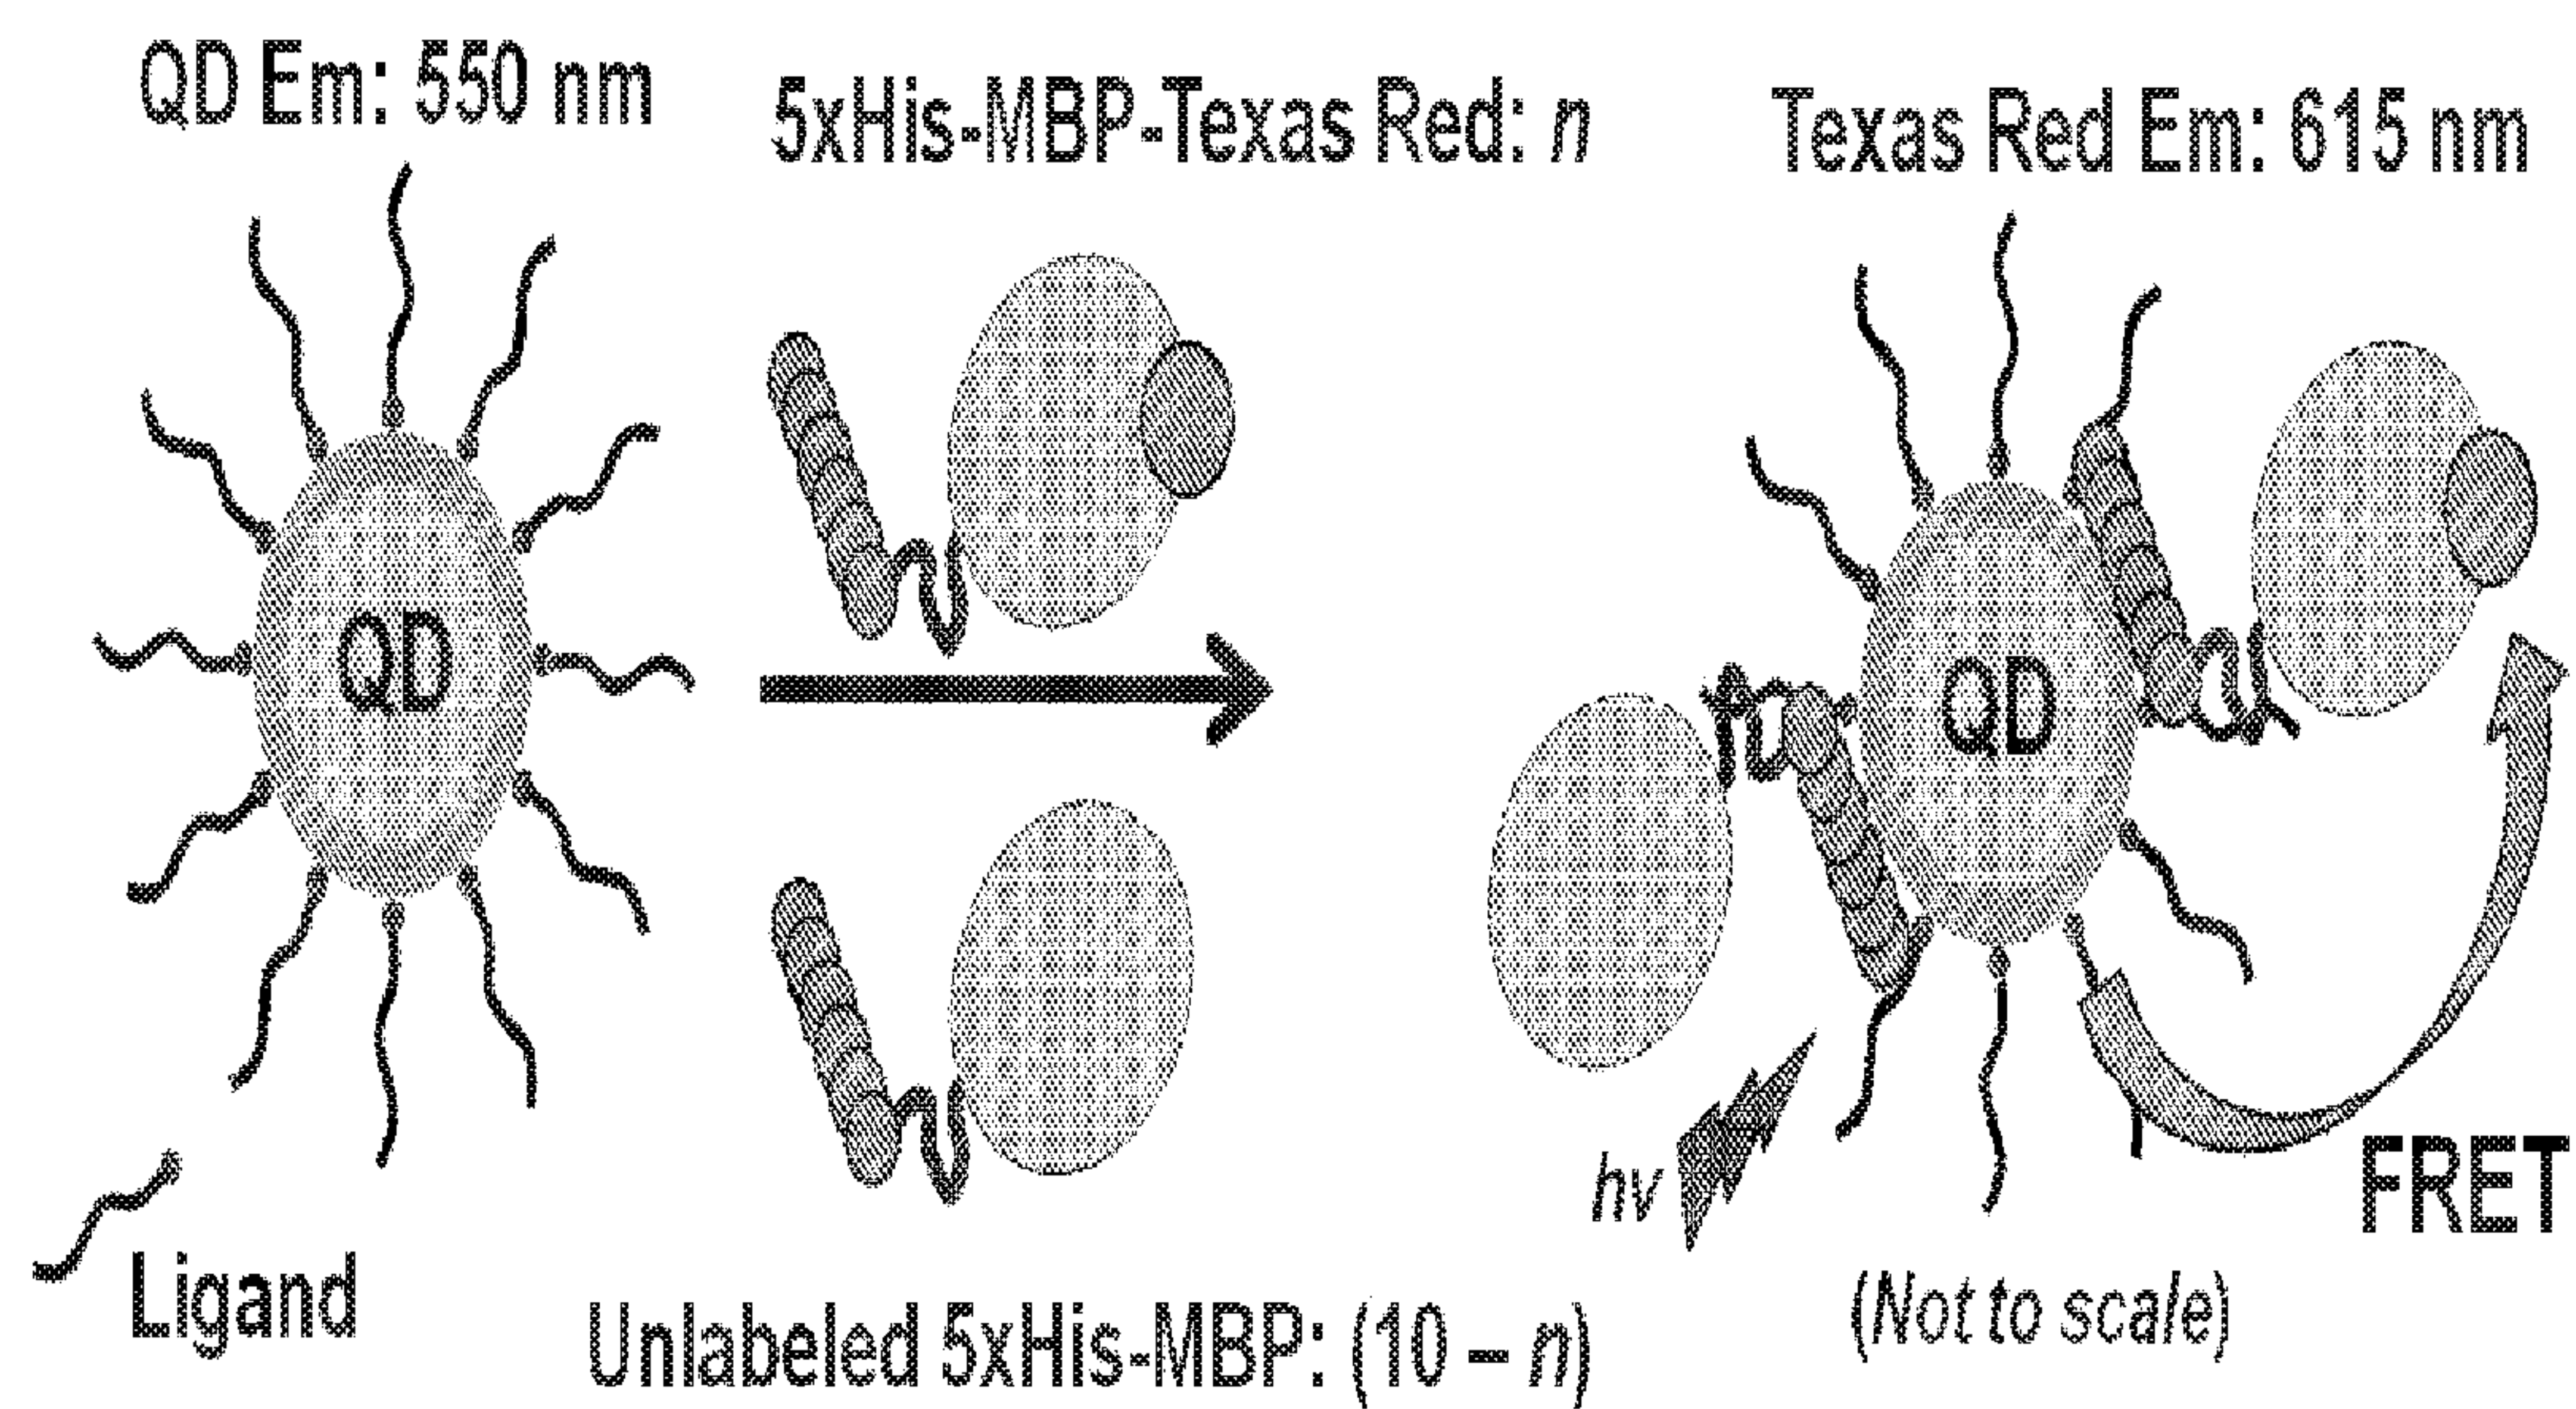 QD Em: 550 nm
5xHis-MBP-Texas Red: n
Texas Red Em: 615 nm
QD
QD
hν
FRET
Ligand
Unlabeled 5xHis-MBP: (10 – n)
(Not to scale)